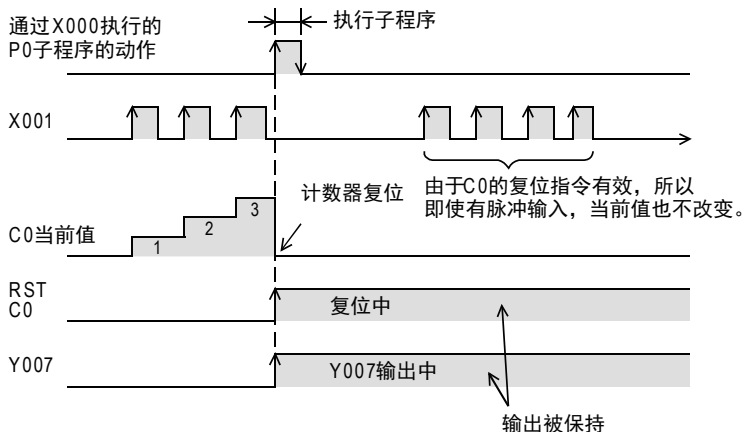 通过X000执行的
P0子程序的动作
执行子程序
X001
计数器复位
由于C0的复位指令有效，所以
即使有脉冲输入，当前值也不改变。
C0当前值
1
2
3
RST
C0
复位中
Y007
Y007输出中
输出被保持